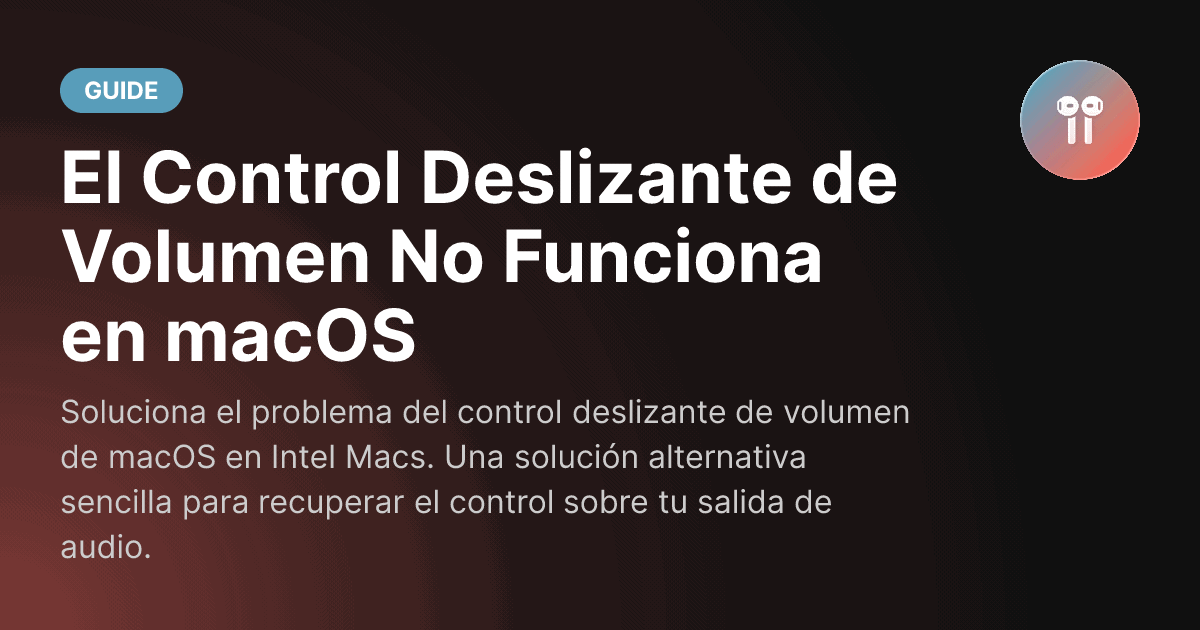 GUIDE
El Control Deslizante de
Volumen No Funciona
en macOS
Soluciona el problema del control deslizante de volumen
de macOS en Intel Macs. Una solución alternativa
sencilla para recuperar el control sobre tu salida de
audio.